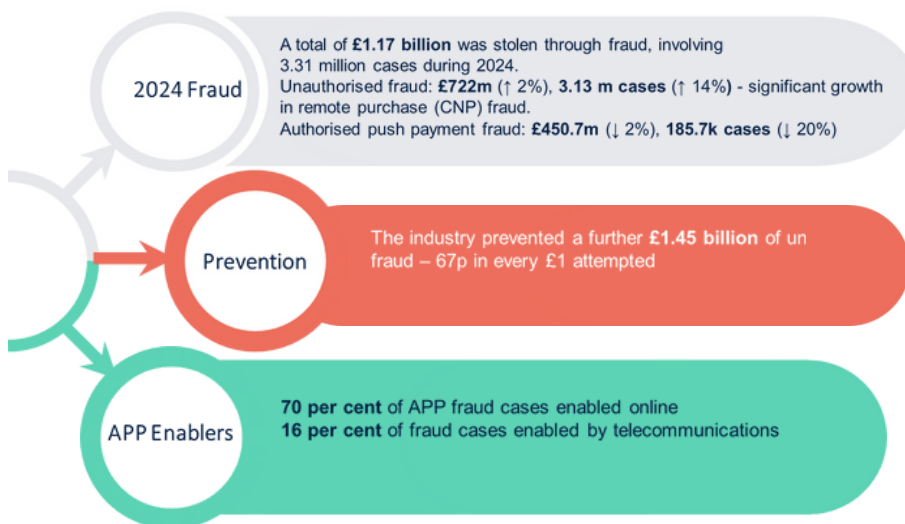 2024 Fraud
A total of £1.17 billion was stolen through fraud, involving
3.31 million cases during 2024.
Unauthorised fraud: £722m (↑ 2%), 3.13 m cases (↑ 14%) - significant growth
in remote purchase (CNP) fraud.
Authorised push payment fraud: £450.7m (↓ 2%), 185.7k cases (↓ 20%)
Prevention
The industry prevented a further £1.45 billion of un
fraud – 67p in every £1 attempted
APP Enablers
70 per cent of APP fraud cases enabled online
16 per cent of fraud cases enabled by telecommunications